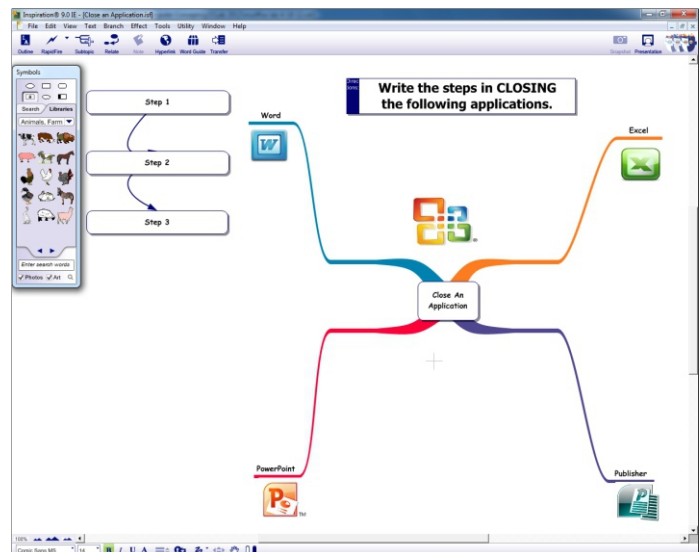 Inspiration® 9.0 IE - [Close an Application.isf]
File Edit View Text Branch Effect Tools Utility Window Help
Outline RapidFire Subtopic Relate Note Hyperlink Word Guide Transfer Snapshot Presentation
Symbols
Search Libraries
Animals, Farm
Enter search words
Photos Art
Step 1
Step 2
Step 3
Write the steps in CLOSING
the following applications.
Word
W
Excel
X
Close An
Application
PowerPoint
P
TM
Publisher
P
100%
Comic Sans MS 14 B I U A